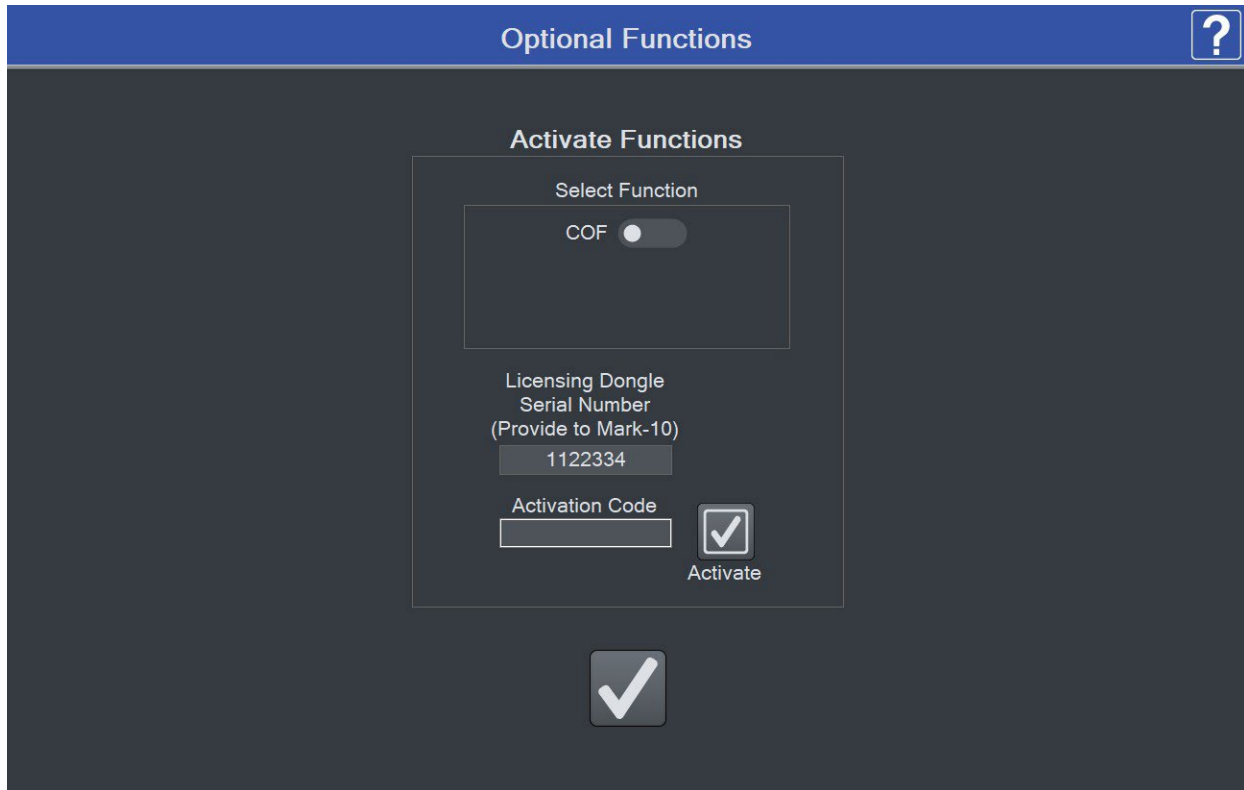 Optional Functions
?
Activate Functions
Select Function
COF
Licensing Dongle
Serial Number
(Provide to Mark-10)
1122334
Activation Code
Activate